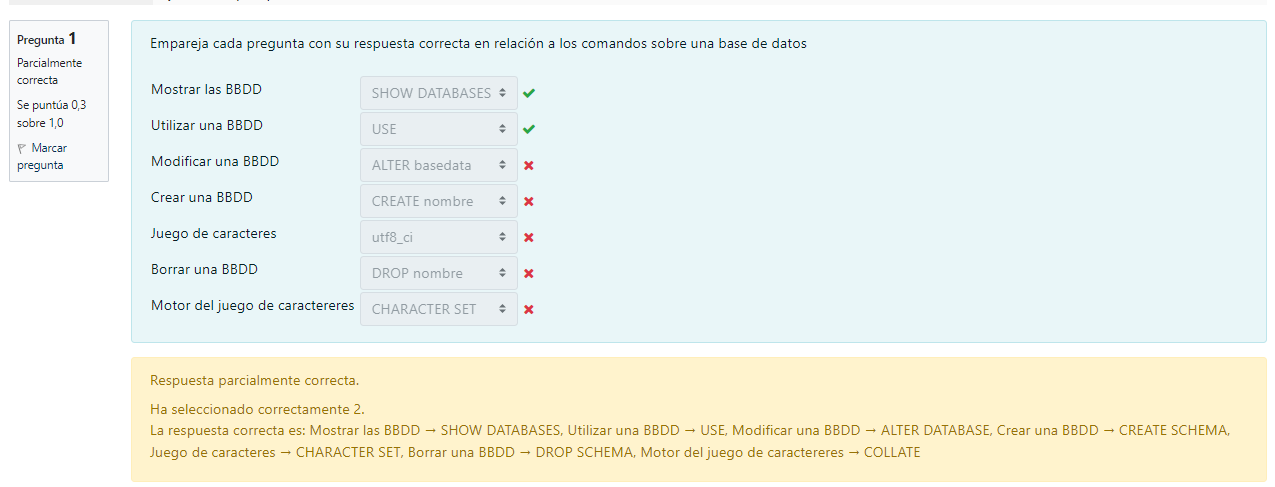 Pregunta 1
Parcialmente
correcta
Se puntúa 0,3
sobre 1,0
Marcar
pregunta
Empareja cada pregunta con su respuesta correcta en relación a los comandos sobre una base de datos
Mostrar las BBDD SHOW DATABASES
Utilizar una BBDD USE
Modificar una BBDD ALTER basedata
Crear una BBDD CREATE nombre
Juego de caracteres utf8_ci
Borrar una BBDD DROP nombre
Motor del juego de caractereres CHARACTER SET
Respuesta parcialmente correcta.
Ha seleccionado correctamente 2.
La respuesta correcta es: Mostrar las BBDD → SHOW DATABASES, Utilizar una BBDD → USE, Modificar una BBDD → ALTER DATABASE, Crear una BBDD → CREATE SCHEMA,
Juego de caracteres → CHARACTER SET, Borrar una BBDD → DROP SCHEMA, Motor del juego de caractereres → COLLATE